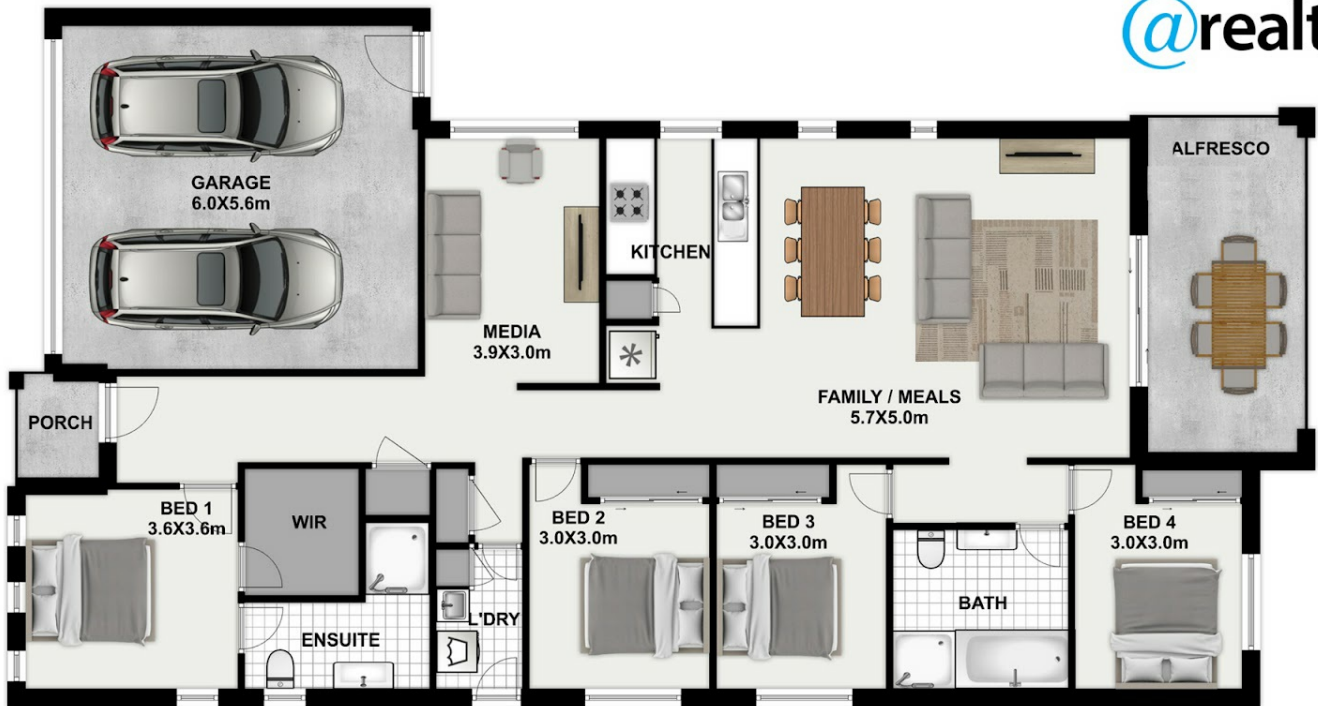 @realt
GARAGE
6.0X5.6m
ALFRESCO
KITCHEN
MEDIA
3.9X3.0m
FAMILY / MEALS
5.7X5.0m
PORCH
BED 1
3.6X3.6m
WIR
BED 2
3.0X3.0m
BED 3
3.0X3.0m
BED 4
3.0X3.0m
BATH
L'DRY
ENSUITE